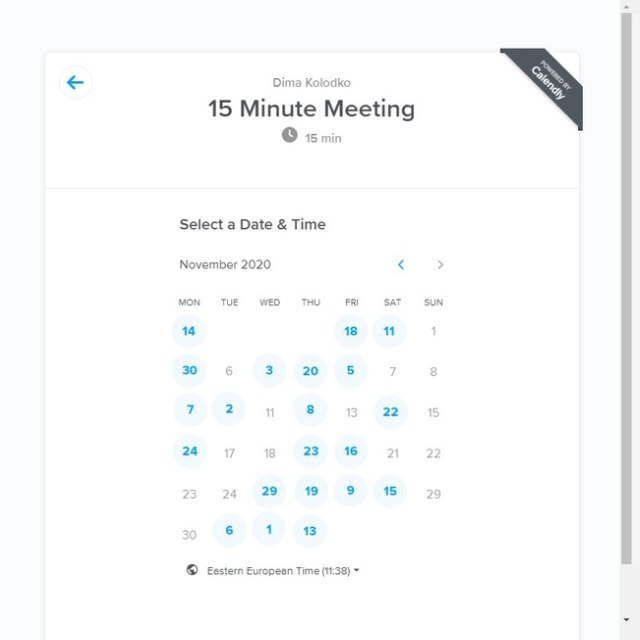 POWERED BY
Calendly
Dima Kolodko
15 Minute Meeting
15 min
Select a Date & Time
November 2020
MON TUE WED THU FRI SAT SUN
14 18 11 1
30 6 3 20 5 7 8
7 2 11 8 13 22 15
24 17 18 23 16 21 22
23 24 29 19 9 15 29
30 6 1 13
Eastern European Time (11:38)